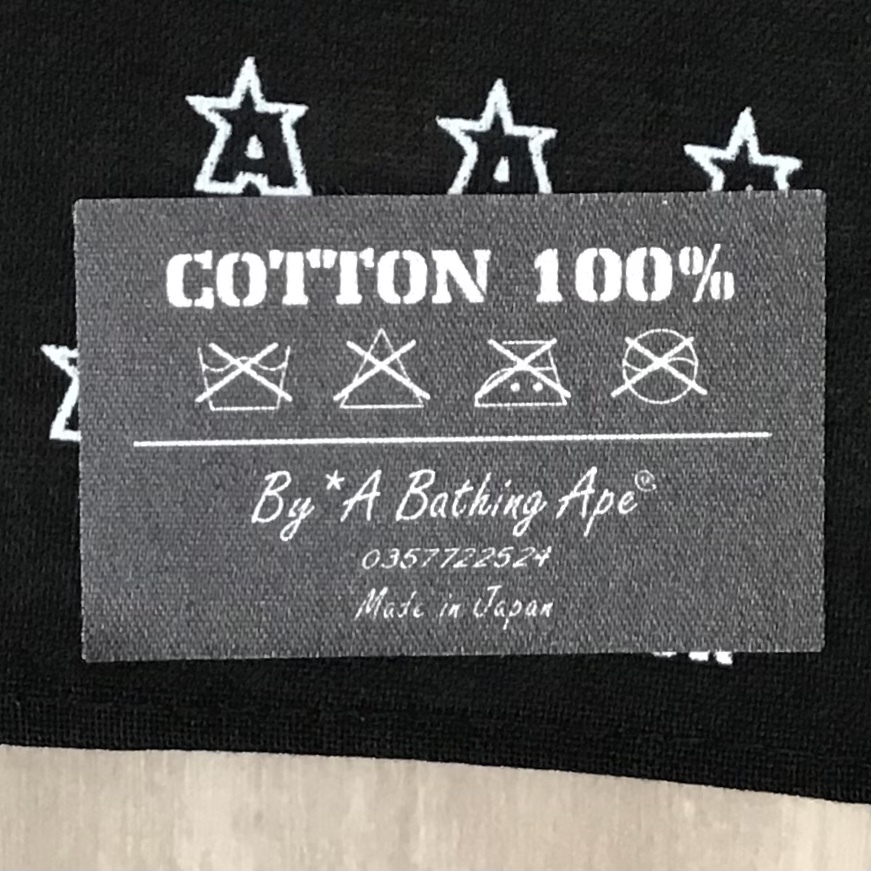 A A A
COTTON 100%
By *A Bathing Ape®
0357722524
Made in Japan